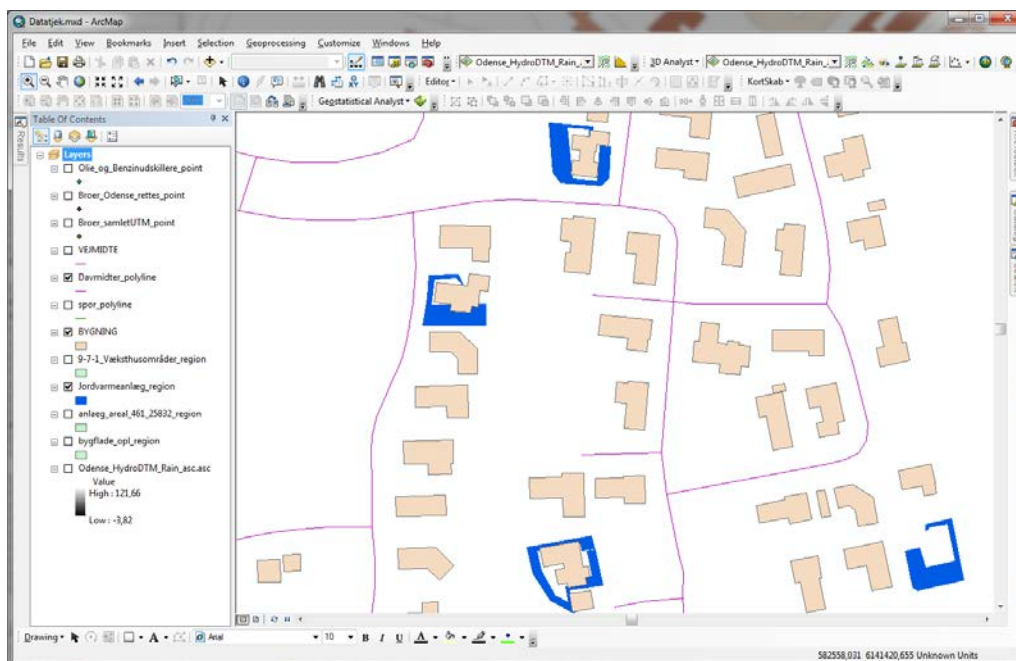 Datatjek.mxd - ArcMap
File Edit View Bookmarks Insert Selection Geoprocessing Customize Windows Help
Odense_HydroDTM_Rain_ 3D Analyst Odense_HydroDTM_Rain_
Editor KortSkab
Geostatistical Analyst
Table Of Contents
Results
Layers
Olie_og_Benzinudskillere_point
Broer_Odense_rettes_point
Broer_samletUTM_point
VEJMIDTE
Davmidter_polyline
spor_polyline
BYGNING
9-7-1_Væksthusområder_region
Jordvarmeanlæg_region
anlaeg_areal_461_25832_region
bygflade_opl_region
Odense_HydroDTM_Rain_asc.asc
Value
High : 121,66
Low : -3,82
Drawing A Arial 10 B I U A
582558,031 6141420,655 Unknown Units